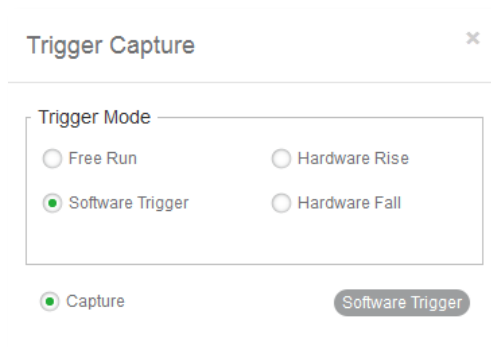 Trigger Capture
×
Trigger Mode
Free Run
Hardware Rise
Software Trigger
Hardware Fall
Capture
Software Trigger